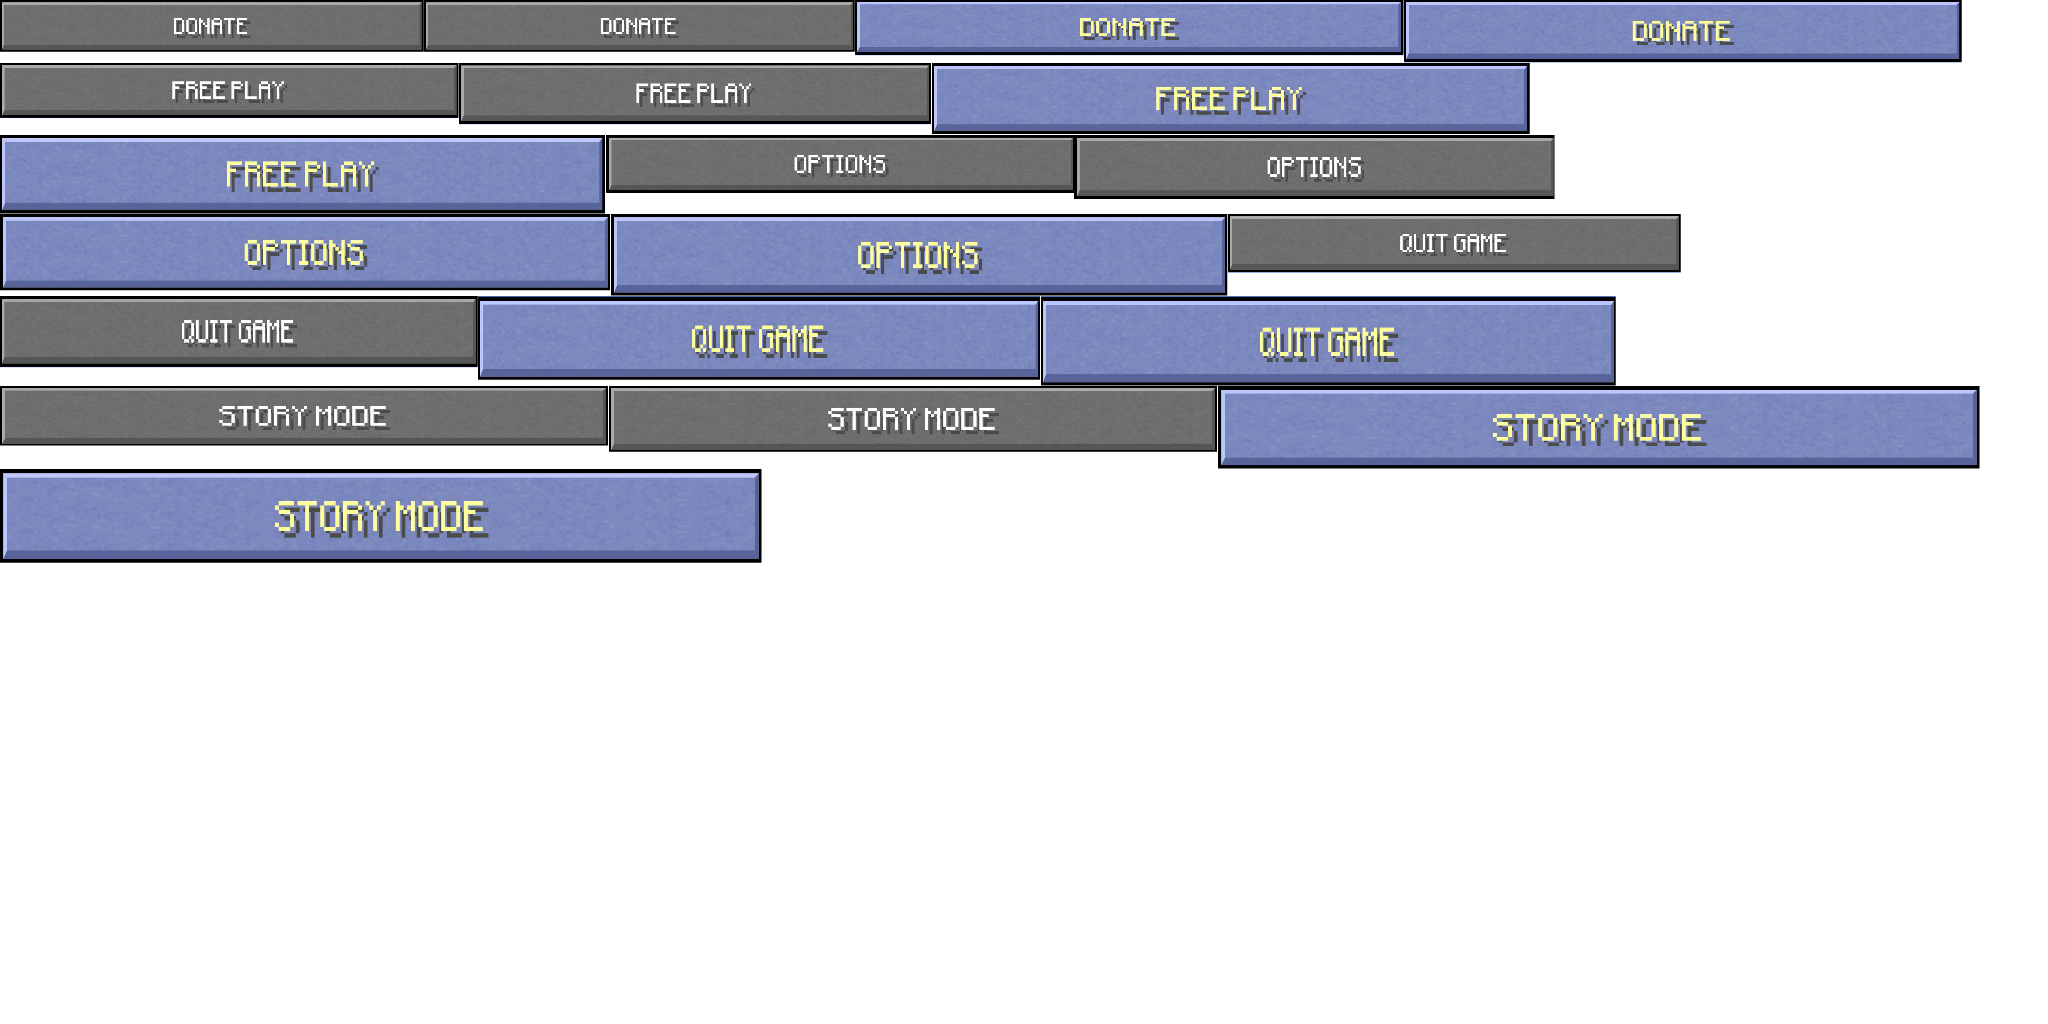 DONATE DONATE DONATE DONATE
FREE PLAY FREE PLAY FREE PLAY
FREE PLAY OPTIONS OPTIONS
OPTIONS OPTIONS QUIT GAME
QUIT GAME QUIT GAME QUIT GAME
STORY MODE STORY MODE STORY MODE
STORY MODE